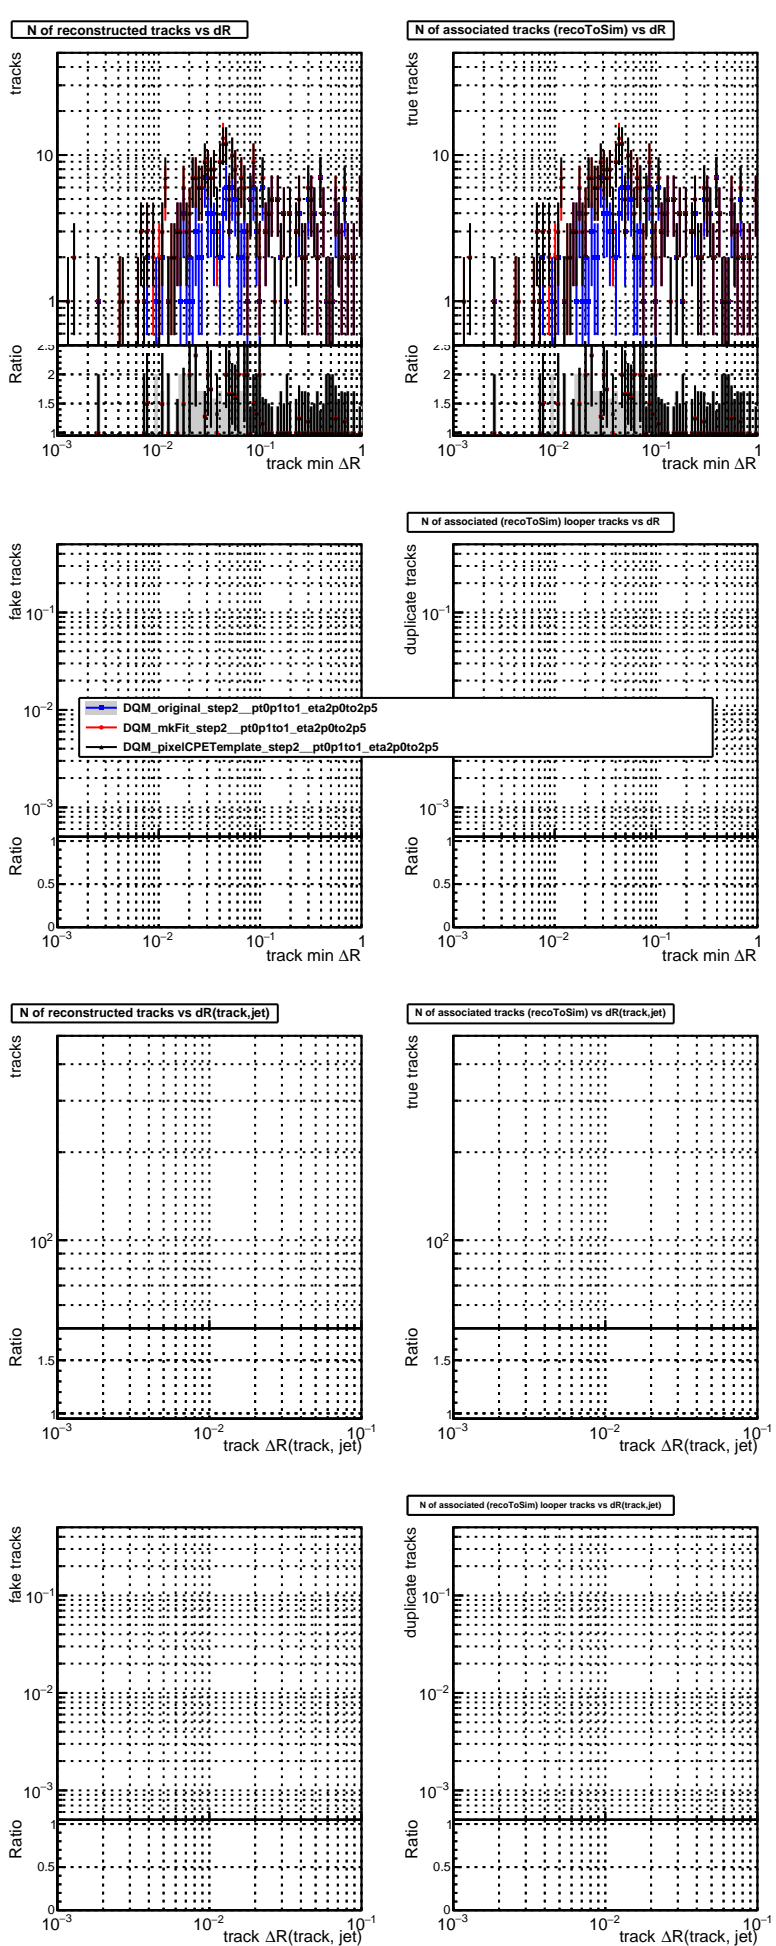 N of reconstructed tracks vs dR
tracks
10
1
Ratio
2.5
2
1.5
1
10−3
10−2
10−1
1
track min ΔR
N of associated tracks (recoToSim) vs dR
true tracks
10
1
Ratio
2.5
2
1.5
1
10−3
10−2
10−1
1
track min ΔR
fake tracks
10−1
10−2
10−3
Ratio
1
0.5
0
10−3
10−2
10−1
1
track min ΔR
N of associated (recoToSim) looper tracks vs dR
duplicate tracks
10−1
10−3
Ratio
1
0.5
0
10−3
10−2
10−1
1
track min ΔR
DQM_original_step2__pt0p1to1_eta2p0to2p5
DQM_mkFit_step2__pt0p1to1_eta2p0to2p5
DQM_pixelCPETemplate_step2__pt0p1to1_eta2p0to2p5
N of reconstructed tracks vs dR(track,jet)
tracks
10²
Ratio
1.5
1
10−3
10−2
10−1
track ΔR(track, jet)
N of associated tracks (recoToSim) vs dR(track,jet)
true tracks
10²
Ratio
1.5
1
10−3
10−2
10−1
track ΔR(track, jet)
fake tracks
10−1
10−2
10−3
Ratio
1
0.5
0
10−3
10−2
10−1
track ΔR(track, jet)
N of associated (recoToSim) looper tracks vs dR(track,jet)
duplicate tracks
10−1
10−2
10−3
Ratio
1
0.5
0
10−3
10−2
10−1
track ΔR(track, jet)